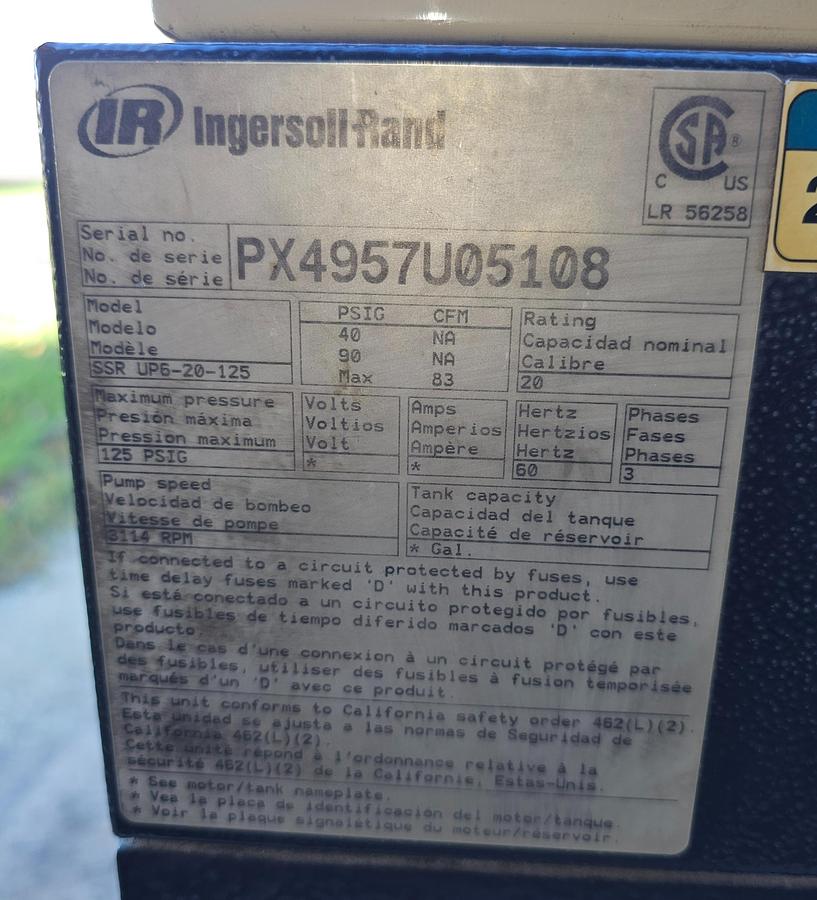 IR Ingersoll-Rand
CSA ®
C US
LR 56258
Serial no.
No. de serie
No. de série
PX4957U05108
Model
Modelo
Modèle
SSR UP6-20-125
PSIG CFM
40 NA
90 NA
Max 83
Rating
Capacidad nominal
Calibre
20
Maximum pressure
Presión máxima
Pression maximum
125 PSIG
Volts
Voltios
Volt
*
Amps
Amperios
Ampère
*
Hertz
Hertzios
Hertz
60
Phases
Fases
Phases
3
Pump speed
Velocidad de bombeo
Vitesse de pompe
3114 RPM
Tank capacity
Capacidad del tanque
Capacité de réservoir
* Gal.
If connected to a circuit protected by fuses, use
time delay fuses marked 'D' with this product.
Si está conectado a un circuito protegido por fusibles,
use fusibles de tiempo diferido marcados 'D' con este
producto.
Dans le cas d'une connexion à un circuit protégé par
des fusibles, utiliser des fusibles à fusion temporisée
marqués d'un 'D' avec ce produit.
This unit conforms to California safety order 462(L)(2).
Esta unidad se ajusta a las normas de Seguridad de
California 462(L)(2).
Cette unité répond à l'ordonnance relative à la
sécurité 462(L)(2) de la Californie, Estas-Unis.
* See motor/tank nameplate.
* Vea la placa de identificación del motor/tanque.
* Voir la plaque signalétique du moteur/réservoir.
2